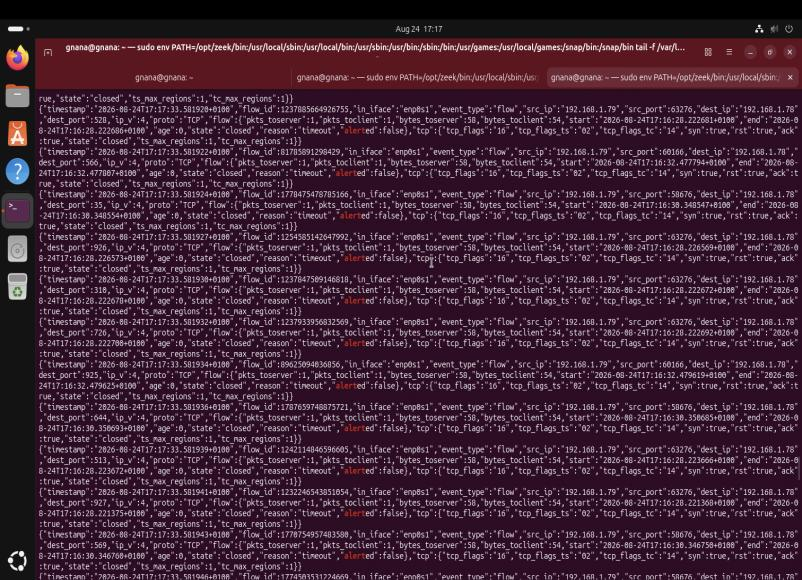 Aug 24 17:17
gnana@gnana: ~ — sudo env PATH=/opt/zeek/bin:/usr/local/sbin:/usr/local/bin:/usr/sbin:/usr/bin:/sbin:/bin:/usr/games:/usr/local/games:/snap/bin:/snap/bin tail -f /var/l...
gnana@gnana: ~
gnana@gnana: ~ — sudo env PATH=/opt/zeek/bin:/usr/local/sbin:/usr
gnana@gnana: ~ — sudo env PATH=/opt/zeek/bin:/usr/local/sbin:/
rue,"state":"closed","ts_max_regions":1,"tc_max_regions":1}}
{"timestamp":"2026-08-24T17:17:33.581920+0100","flow_id":1237885664926755,"in_iface":"enp0s1","event_type":"flow","src_ip":"192.168.1.79","src_port":63276,"dest_ip":"192.168.1.78"
,"dest_port":528,"ip_v":4,"proto":"TCP","flow":{"pkts_toserver":1,"pkts_toclient":1,"bytes_toserver":58,"bytes_toclient":54,"start":"2026-08-24T17:16:28.222681+0100","end":"2026-0
8-24T17:16:28.222686+0100","age":0,"state":"closed","reason":"timeout","alerted":false},"tcp":{"tcp_flags":"16","tcp_flags_ts":"02","tcp_flags_tc":"14","syn":true,"rst":true,"ack"
:true,"state":"closed","ts_max_regions":1,"tc_max_regions":1}}
{"timestamp":"2026-08-24T17:17:33.581922+0100","flow_id":81785891298429,"in_iface":"enp0s1","event_type":"flow","src_ip":"192.168.1.79","src_port":60166,"dest_ip":"192.168.1.78","
dest_port":566,"ip_v":4,"proto":"TCP","flow":{"pkts_toserver":1,"pkts_toclient":1,"bytes_toserver":58,"bytes_toclient":54,"start":"2026-08-24T17:16:32.477794+0100","end":"2026-08-
24T17:16:32.477807+0100","age":0,"state":"closed","reason":"timeout","alerted":false},"tcp":{"tcp_flags":"16","tcp_flags_ts":"02","tcp_flags_tc":"14","syn":true,"rst":true,"ack":t
rue,"state":"closed","ts_max_regions":1,"tc_max_regions":1}}
{"timestamp":"2026-08-24T17:17:33.581924+0100","flow_id":1778475478785166,"in_iface":"enp0s1","event_type":"flow","src_ip":"192.168.1.79","src_port":58676,"dest_ip":"192.168.1.78"
,"dest_port":35,"ip_v":4,"proto":"TCP","flow":{"pkts_toserver":1,"pkts_toclient":1,"bytes_toserver":58,"bytes_toclient":54,"start":"2026-08-24T17:16:30.348547+0100","end":"2026-08
-24T17:16:30.348554+0100","age":0,"state":"closed","reason":"timeout","alerted":false},"tcp":{"tcp_flags":"16","tcp_flags_ts":"02","tcp_flags_tc":"14","syn":true,"rst":true,"ack":
true,"state":"closed","ts_max_regions":1,"tc_max_regions":1}}
{"timestamp":"2026-08-24T17:17:33.581927+0100","flow_id":1254585142647992,"in_iface":"enp0s1","event_type":"flow","src_ip":"192.168.1.79","src_port":63276,"dest_ip":"192.168.1.78"
,"dest_port":926,"ip_v":4,"proto":"TCP","flow":{"pkts_toserver":1,"pkts_toclient":1,"bytes_toserver":58,"bytes_toclient":54,"start":"2026-08-24T17:16:28.226569+0100","end":"2026-0
8-24T17:16:28.226573+0100","age":0,"state":"closed","reason":"timeout","alerted":false},"tcp":{"tcp_flags":"16","tcp_flags_ts":"02","tcp_flags_tc":"14","syn":true,"rst":true,"ack"
:true,"state":"closed","ts_max_regions":1,"tc_max_regions":1}}
{"timestamp":"2026-08-24T17:17:33.581930+0100","flow_id":1237847509146818,"in_iface":"enp0s1","event_type":"flow","src_ip":"192.168.1.79","src_port":63276,"dest_ip":"192.168.1.78"
,"dest_port":310,"ip_v":4,"proto":"TCP","flow":{"pkts_toserver":1,"pkts_toclient":1,"bytes_toserver":58,"bytes_toclient":54,"start":"2026-08-24T17:16:28.222672+0100","end":"2026-0
8-24T17:16:28.222678+0100","age":0,"state":"closed","reason":"timeout","alerted":false},"tcp":{"tcp_flags":"16","tcp_flags_ts":"02","tcp_flags_tc":"14","syn":true,"rst":true,"ack"
:true,"state":"closed","ts_max_regions":1,"tc_max_regions":1}}
{"timestamp":"2026-08-24T17:17:33.581932+0100","flow_id":1237933956832569,"in_iface":"enp0s1","event_type":"flow","src_ip":"192.168.1.79","src_port":63276,"dest_ip":"192.168.1.78"
,"dest_port":726,"ip_v":4,"proto":"TCP","flow":{"pkts_toserver":1,"pkts_toclient":1,"bytes_toserver":58,"bytes_toclient":54,"start":"2026-08-24T17:16:28.222692+0100","end":"2026-0
8-24T17:16:28.222700+0100","age":0,"state":"closed","reason":"timeout","alerted":false},"tcp":{"tcp_flags":"16","tcp_flags_ts":"02","tcp_flags_tc":"14","syn":true,"rst":true,"ack"
:true,"state":"closed","ts_max_regions":1,"tc_max_regions":1}}
{"timestamp":"2026-08-24T17:17:33.581934+0100","flow_id":89625094036856,"in_iface":"enp0s1","event_type":"flow","src_ip":"192.168.1.79","src_port":60166,"dest_ip":"192.168.1.78","
dest_port":925,"ip_v":4,"proto":"TCP","flow":{"pkts_toserver":1,"pkts_toclient":1,"bytes_toserver":58,"bytes_toclient":54,"start":"2026-08-24T17:16:32.479619+0100","end":"2026-08-
24T17:16:32.479625+0100","age":0,"state":"closed","reason":"timeout","alerted":false},"tcp":{"tcp_flags":"16","tcp_flags_ts":"02","tcp_flags_tc":"14","syn":true,"rst":true,"ack":t
rue,"state":"closed","ts_max_regions":1,"tc_max_regions":1}}
{"timestamp":"2026-08-24T17:17:33.581936+0100","flow_id":1787659748875721,"in_iface":"enp0s1","event_type":"flow","src_ip":"192.168.1.79","src_port":58676,"dest_ip":"192.168.1.78"
,"dest_port":644,"ip_v":4,"proto":"TCP","flow":{"pkts_toserver":1,"pkts_toclient":1,"bytes_toserver":58,"bytes_toclient":54,"start":"2026-08-24T17:16:30.350685+0100","end":"2026-0
8-24T17:16:30.350693+0100","age":0,"state":"closed","reason":"timeout","alerted":false},"tcp":{"tcp_flags":"16","tcp_flags_ts":"02","tcp_flags_tc":"14","syn":true,"rst":true,"ack"
:true,"state":"closed","ts_max_regions":1,"tc_max_regions":1}}
{"timestamp":"2026-08-24T17:17:33.581939+0100","flow_id":1242114846596605,"in_iface":"enp0s1","event_type":"flow","src_ip":"192.168.1.79","src_port":63276,"dest_ip":"192.168.1.78"
,"dest_port":513,"ip_v":4,"proto":"TCP","flow":{"pkts_toserver":1,"pkts_toclient":1,"bytes_toserver":58,"bytes_toclient":54,"start":"2026-08-24T17:16:28.223666+0100","end":"2026-0
8-24T17:16:28.223672+0100","age":0,"state":"closed","reason":"timeout","alerted":false},"tcp":{"tcp_flags":"16","tcp_flags_ts":"02","tcp_flags_tc":"14","syn":true,"rst":true,"ack"
:true,"state":"closed","ts_max_regions":1,"tc_max_regions":1}}
{"timestamp":"2026-08-24T17:17:33.581941+0100","flow_id":1232246543851054,"in_iface":"enp0s1","event_type":"flow","src_ip":"192.168.1.79","src_port":63276,"dest_ip":"192.168.1.78"
,"dest_port":927,"ip_v":4,"proto":"TCP","flow":{"pkts_toserver":1,"pkts_toclient":1,"bytes_toserver":58,"bytes_toclient":54,"start":"2026-08-24T17:16:28.221368+0100","end":"2026-0
8-24T17:16:28.221375+0100","age":0,"state":"closed","reason":"timeout","alerted":false},"tcp":{"tcp_flags":"16","tcp_flags_ts":"02","tcp_flags_tc":"14","syn":true,"rst":true,"ack"
:true,"state":"closed","ts_max_regions":1,"tc_max_regions":1}}
{"timestamp":"2026-08-24T17:17:33.581943+0100","flow_id":1770754957483580,"in_iface":"enp0s1","event_type":"flow","src_ip":"192.168.1.79","src_port":58676,"dest_ip":"192.168.1.78"
,"dest_port":569,"ip_v":4,"proto":"TCP","flow":{"pkts_toserver":1,"pkts_toclient":1,"bytes_toserver":58,"bytes_toclient":54,"start":"2026-08-24T17:16:30.346750+0100","end":"2026-0
8-24T17:16:30.346760+0100","age":0,"state":"closed","reason":"timeout","alerted":false},"tcp":{"tcp_flags":"16","tcp_flags_ts":"02","tcp_flags_tc":"14","syn":true,"rst":true,"ack"
:true,"state":"closed","ts_max_regions":1,"tc_max_regions":1}}
{"timestamp":"2026-08-24T17:17:33.581946+0100","flow_id":1774503531224669,"in_iface":"enp0s1","event_type":"flow","src_ip":"192.168.1.79","src_port":58676,"dest_ip":"192.168.1.78"